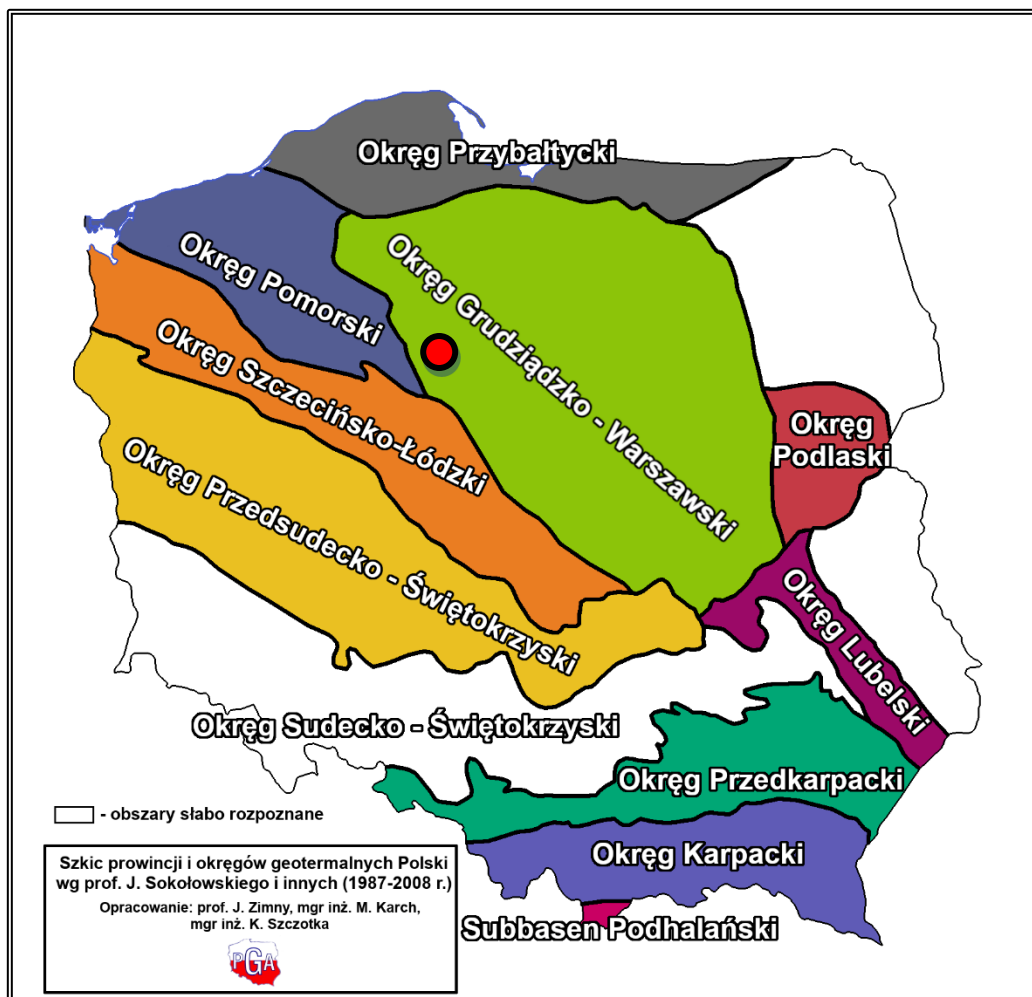 Okręg Przybałtycki
Okręg Pomorski
Okręg Grudziądzko - Warszawski
Okręg Szczecińsko-Łódzki
Okręg Podlaski
Okręg Przedsudecko - Świętokrzyski
Okręg Lubelski
Okręg Sudecko - Świętokrzyski
Okręg Przedkarpacki
- obszary słabo rozpoznane
Okręg Karpacki
Subbasen Podhalański
Szkic prowincji i okręgów geotermalnych Polski
wg prof. J. Sokołowskiego i innych (1987-2008 r.)
Opracowanie: prof. J. Zimny, mgr inż. M. Karch,
mgr inż. K. Szczotka
PGA